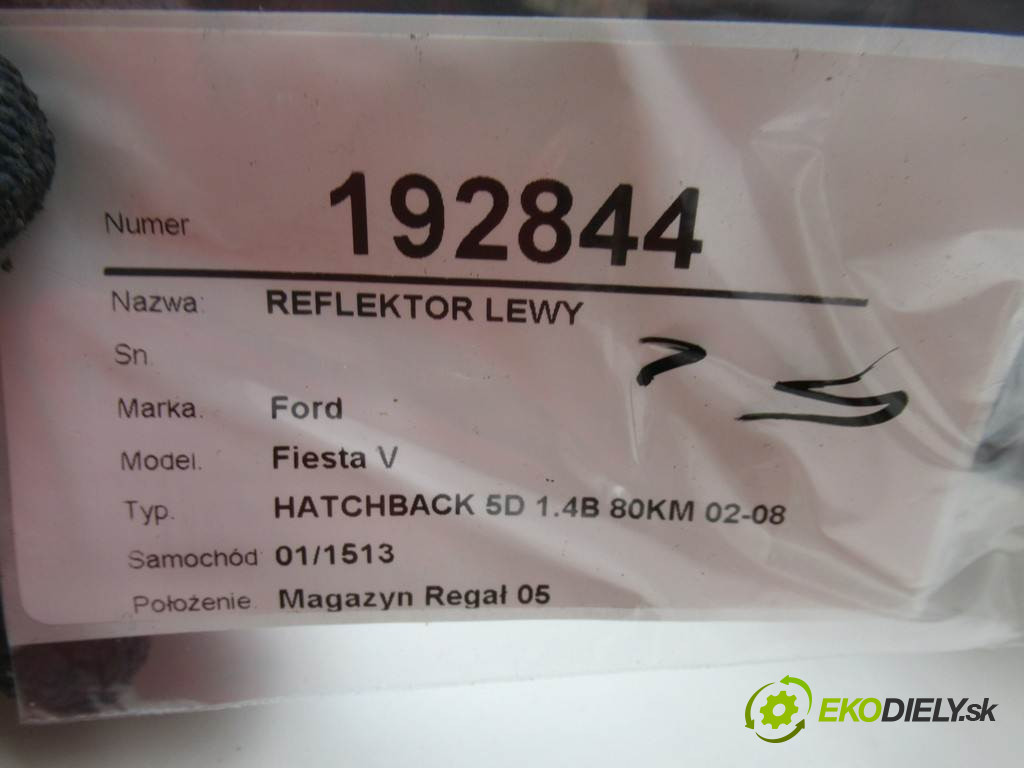 Numer 192844
Nazwa: REFLEKTOR LEWY
Sn.
Marka. Ford
Model. Fiesta V
Typ. HATCHBACK 5D 1.4B 80KM 02-08
Samochód 01/1513
Położenie. Magazyn Regał 05
EKODIELY.sk